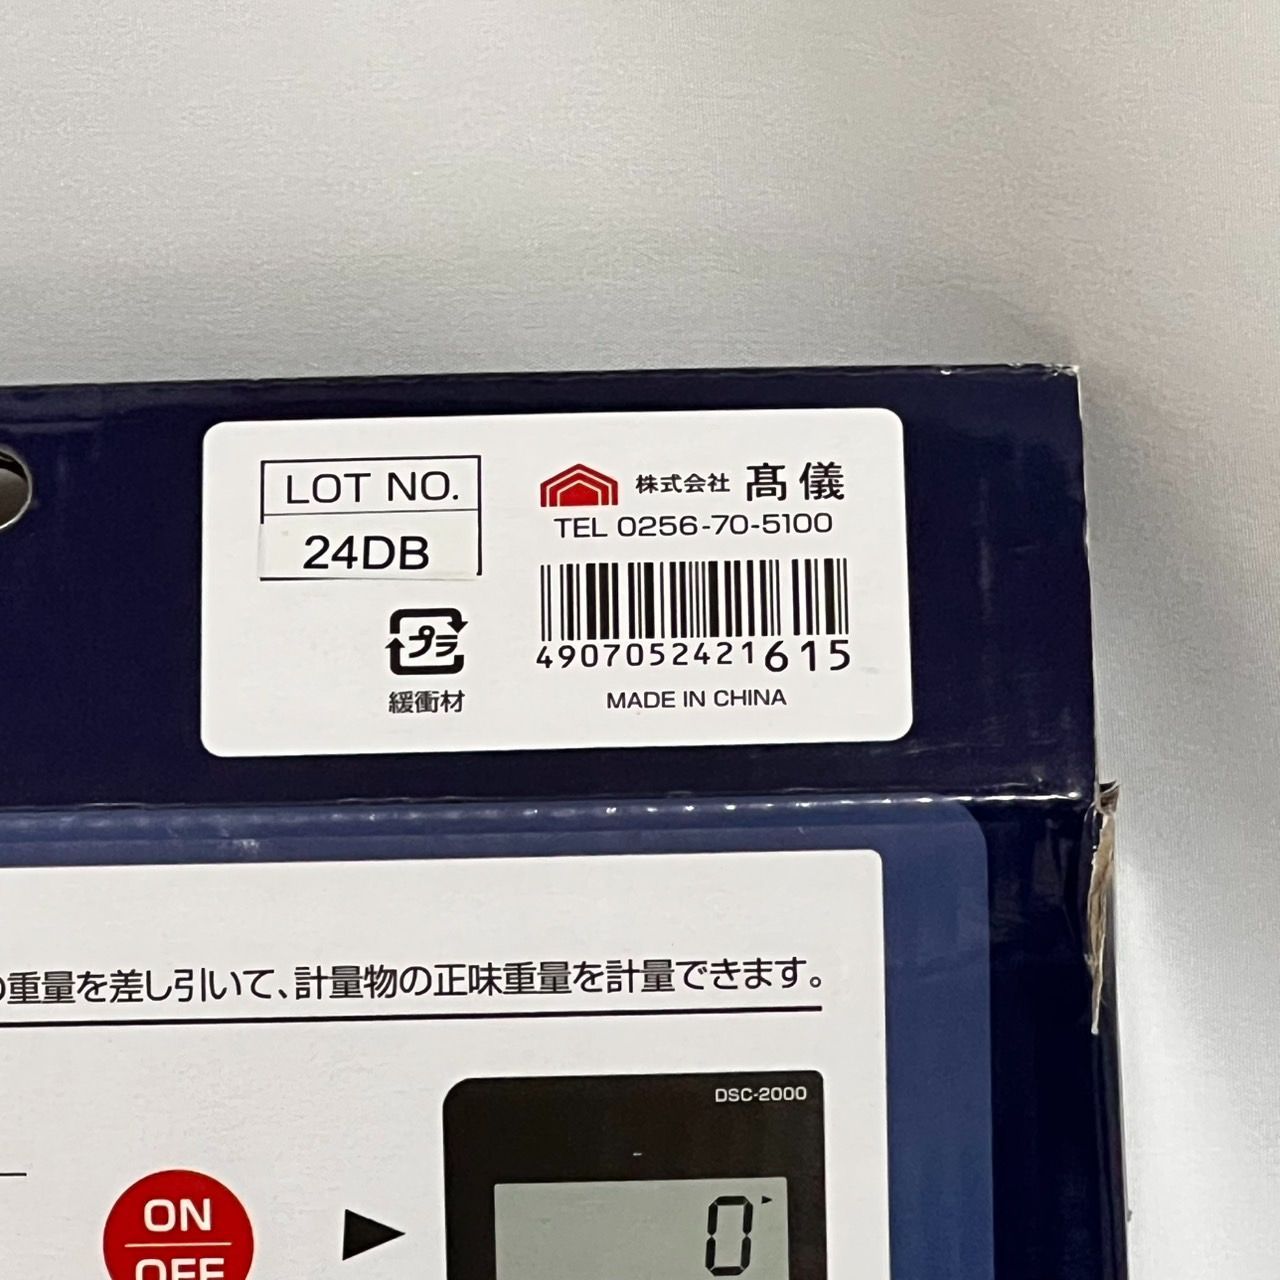 LOT NO.
24DB
株式会社 髙儀
TEL 0256-70-5100
プラ
緩衝材
4907052421615
MADE IN CHINA
の重量を差し引いて、計量物の正味重量を計量できます。
DSC-2000
ON
OFF
0